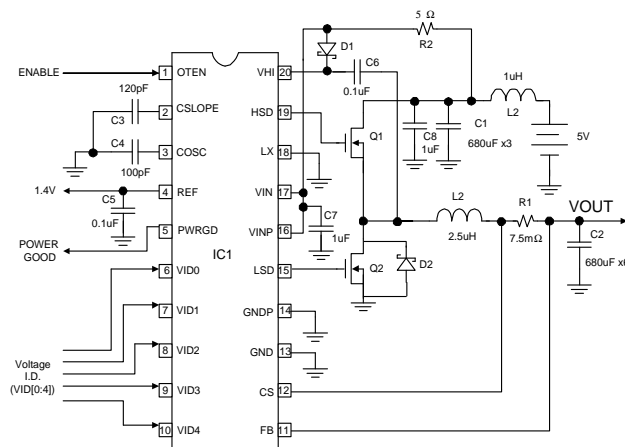 5 Ω
R2
D1
C6
0.1uF
1uH
L2
5V
ENABLE
1 OTEN
VHI 20
120pF
C3
2 CSLOPE
HSD 19
Q1
C8
1uF
C1
680uF x3
C4
100pF
3 COSC
LX 18
1.4V
4 REF
VIN 17
C5
0.1uF
C7
1uF
L2
2.5uH
R1
7.5mΩ
VOUT
C2
680uF x6
POWER
GOOD
5 PWRGD
VINP 16
IC1
6 VID0
LSD 15
Q2
D2
7 VID1
GNDP 14
8 VID2
GND 13
Voltage
I.D.
(VID[0:4])
9 VID3
CS 12
10 VID4
FB 11